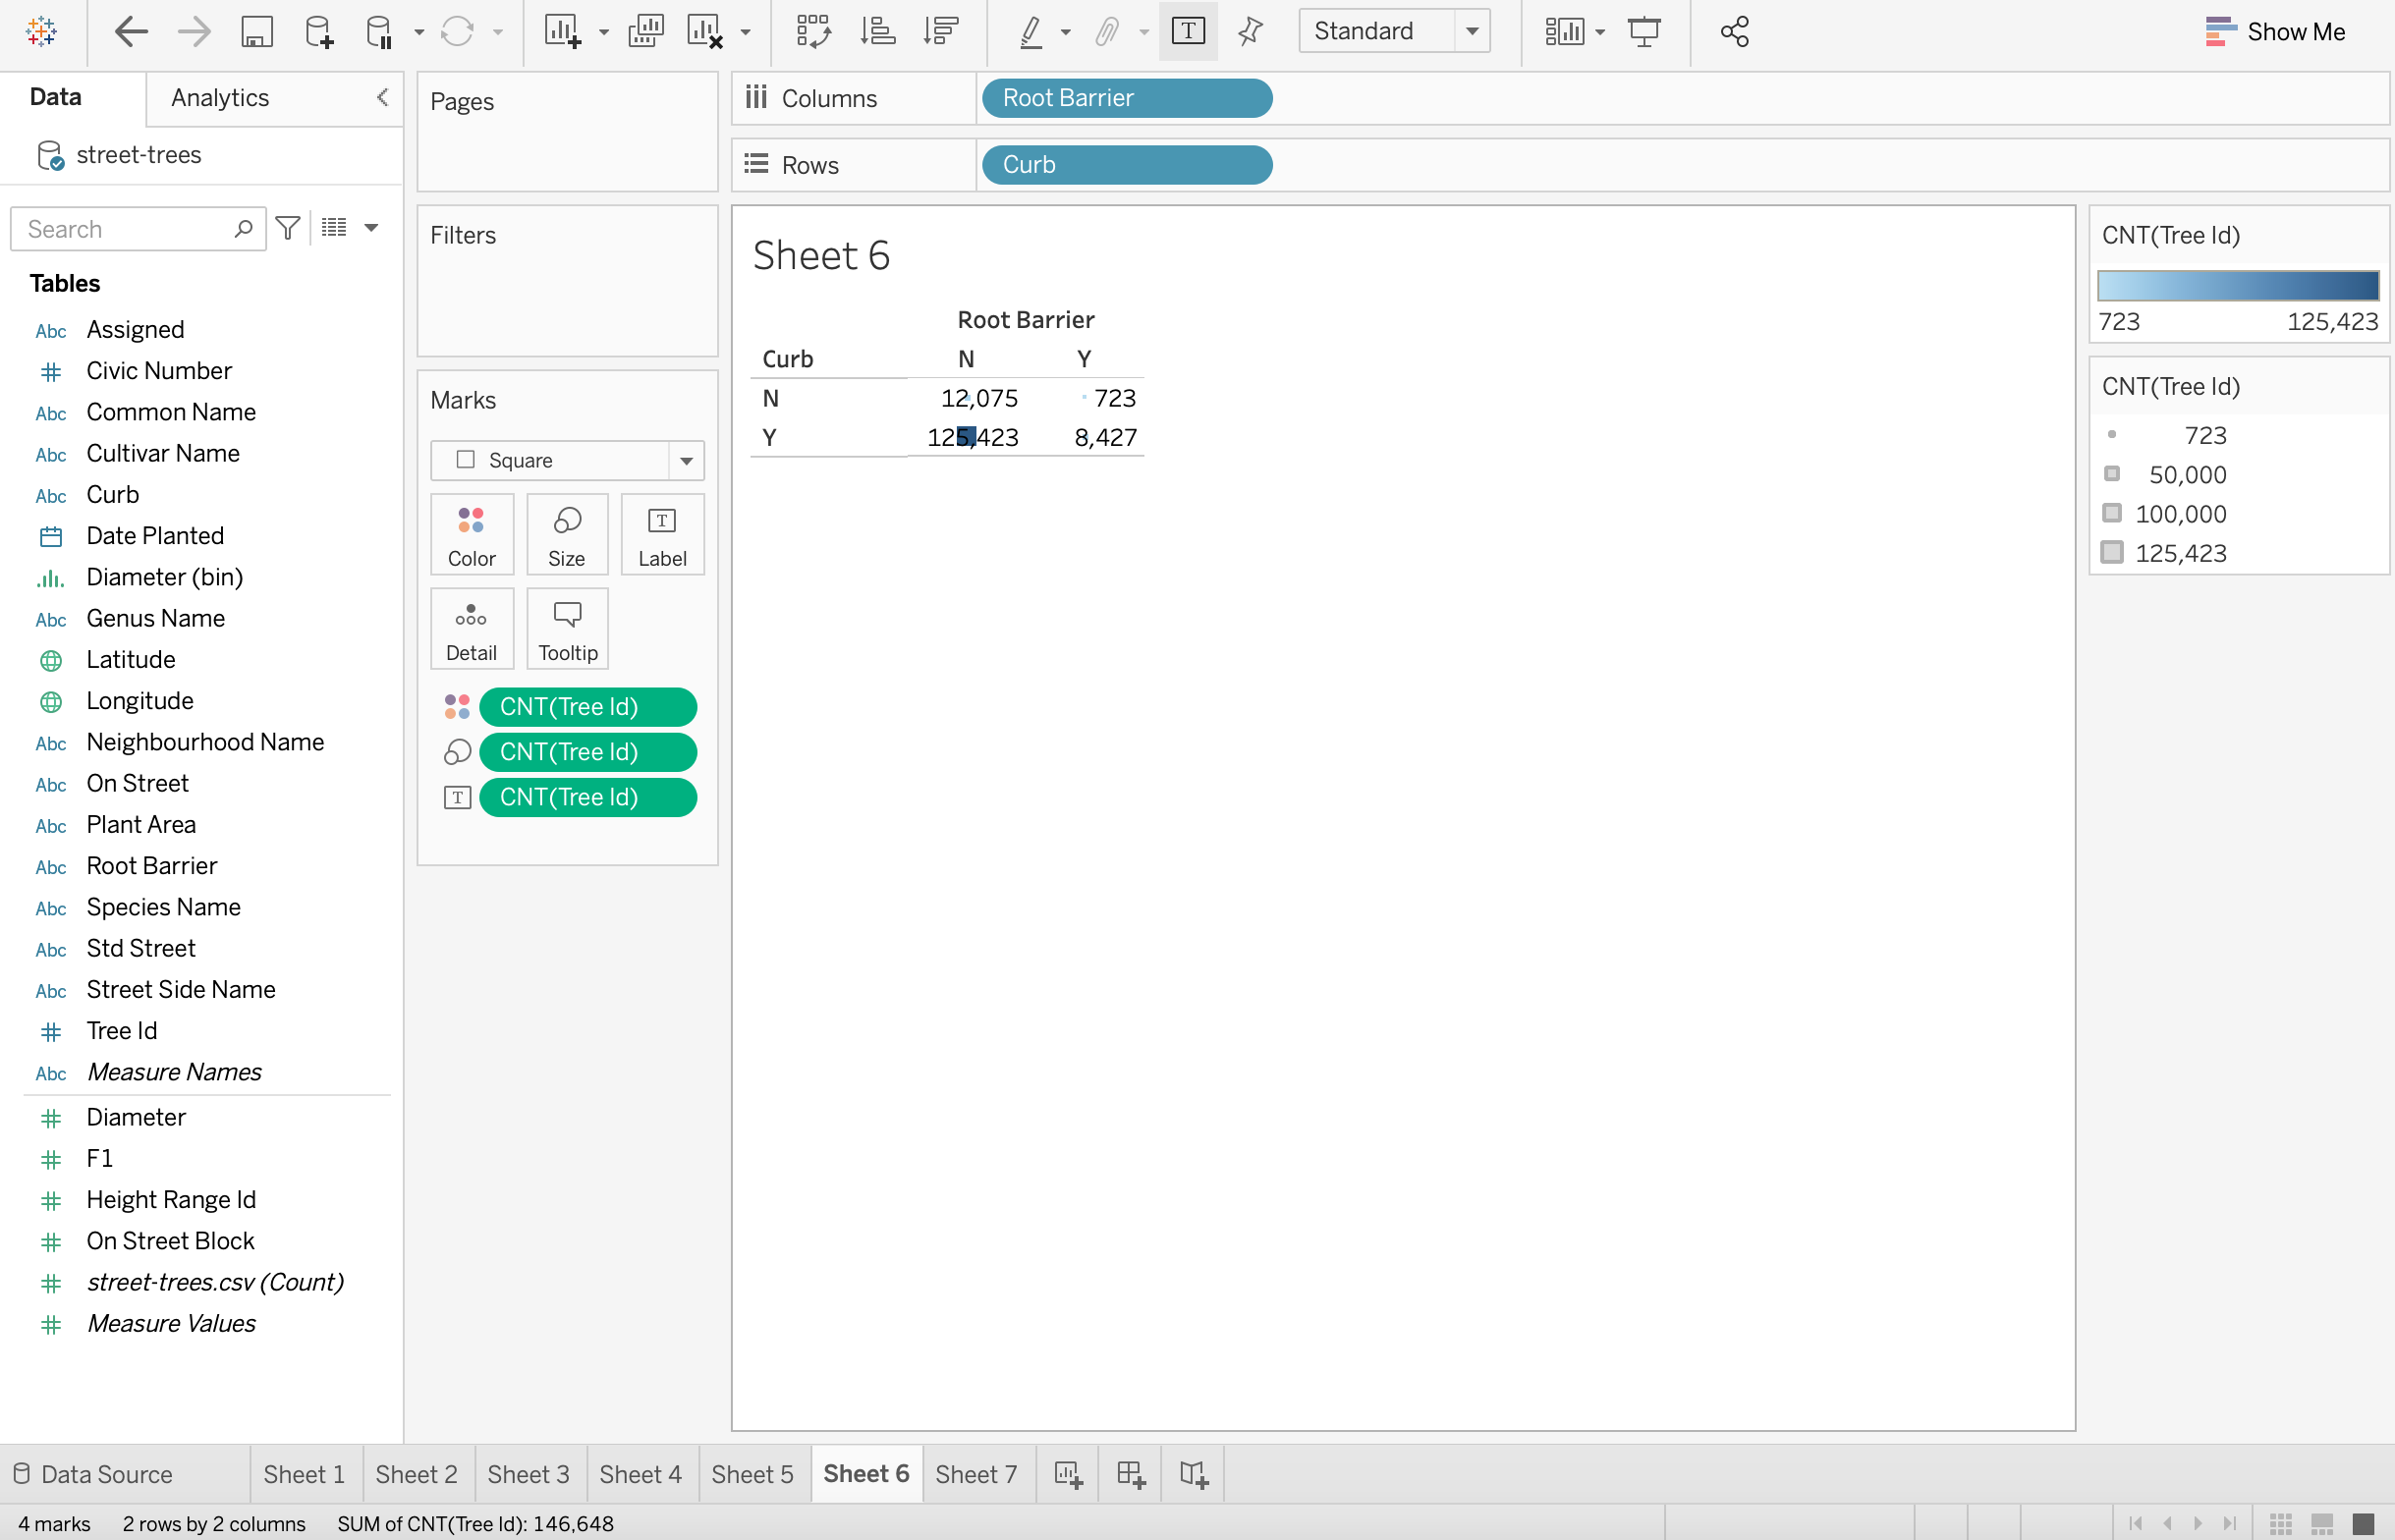 Standard
Show Me
Data
Analytics
street-trees
Search
Tables
Abc Assigned
Civic Number
Abc Common Name
Abc Cultivar Name
Abc Curb
Date Planted
Diameter (bin)
Abc Genus Name
Latitude
Longitude
Abc Neighbourhood Name
Abc On Street
Abc Plant Area
Abc Root Barrier
Abc Species Name
Abc Std Street
Abc Street Side Name
Tree Id
Abc Measure Names
Diameter
F1
Height Range Id
On Street Block
street-trees.csv (Count)
Measure Values
Pages
Filters
Marks
Square
Color
Size
T
Label
Detail
Tooltip
CNT(Tree Id)
CNT(Tree Id)
T CNT(Tree Id)
Columns
Root Barrier
Rows
Curb
Sheet 6
Root Barrier
Curb N Y
N 12,075 723
Y 125,423 8,427
CNT(Tree Id)
723 125,423
CNT(Tree Id)
723
50,000
100,000
125,423
Data Source
Sheet 1
Sheet 2
Sheet 3
Sheet 4
Sheet 5
Sheet 6
Sheet 7
4 marks 2 rows by 2 columns SUM of CNT(Tree Id): 146,648